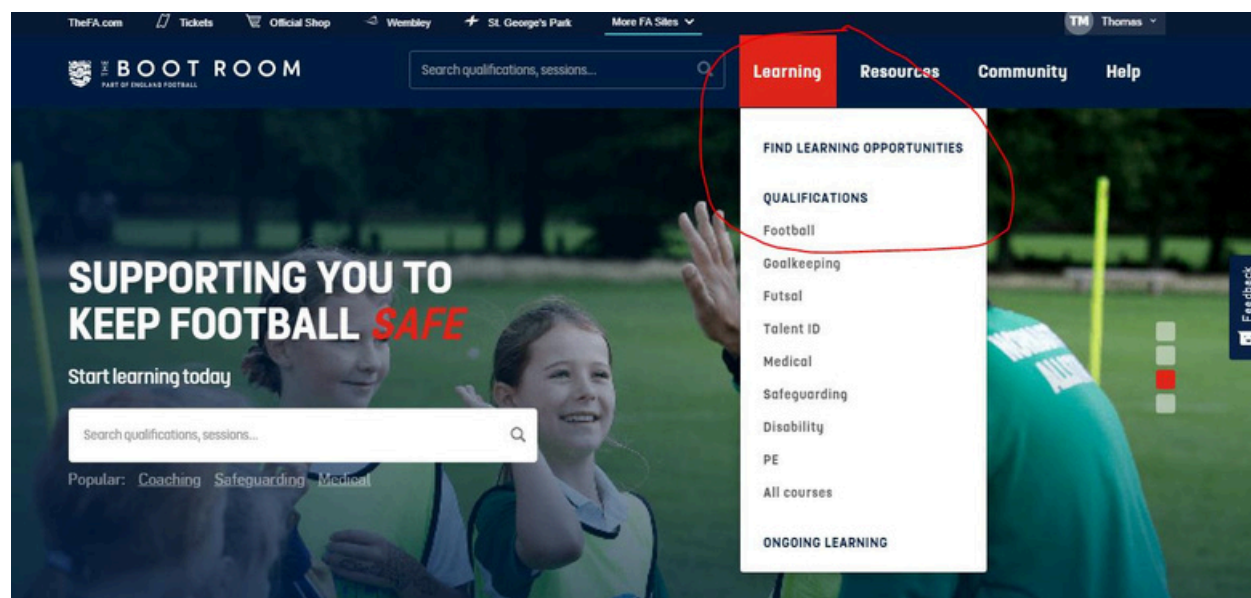 TheFA.com Tickets Official Shop Wembley St. George's Park More FA Sites TM Thomas
THE BOOT ROOM
PART OF ENGLAND FOOTBALL
Search qualifications, sessions...
Learning Resources Community Help
FIND LEARNING OPPORTUNITIES
QUALIFICATIONS
Football
Goalkeeping
Futsal
Talent ID
Medical
Safeguarding
Disability
PE
All courses
ONGOING LEARNING
SUPPORTING YOU TO
KEEP FOOTBALL SAFE
Start learning today
Search qualifications, sessions...
Popular: Coaching Safeguarding Medical
Feedback